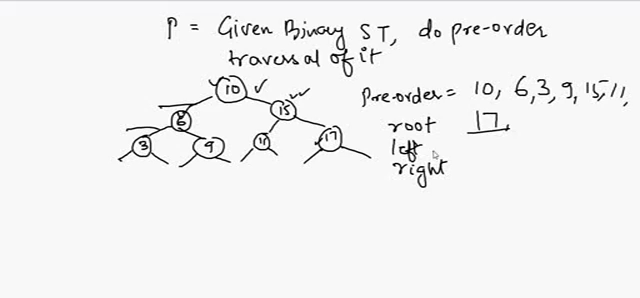 P = Given Binary ST, do pre-order
traversal of it
10
Pre-order = 10, 6, 3, 9, 15, 11,
15
root 17
6
3 9 11 17
left
right